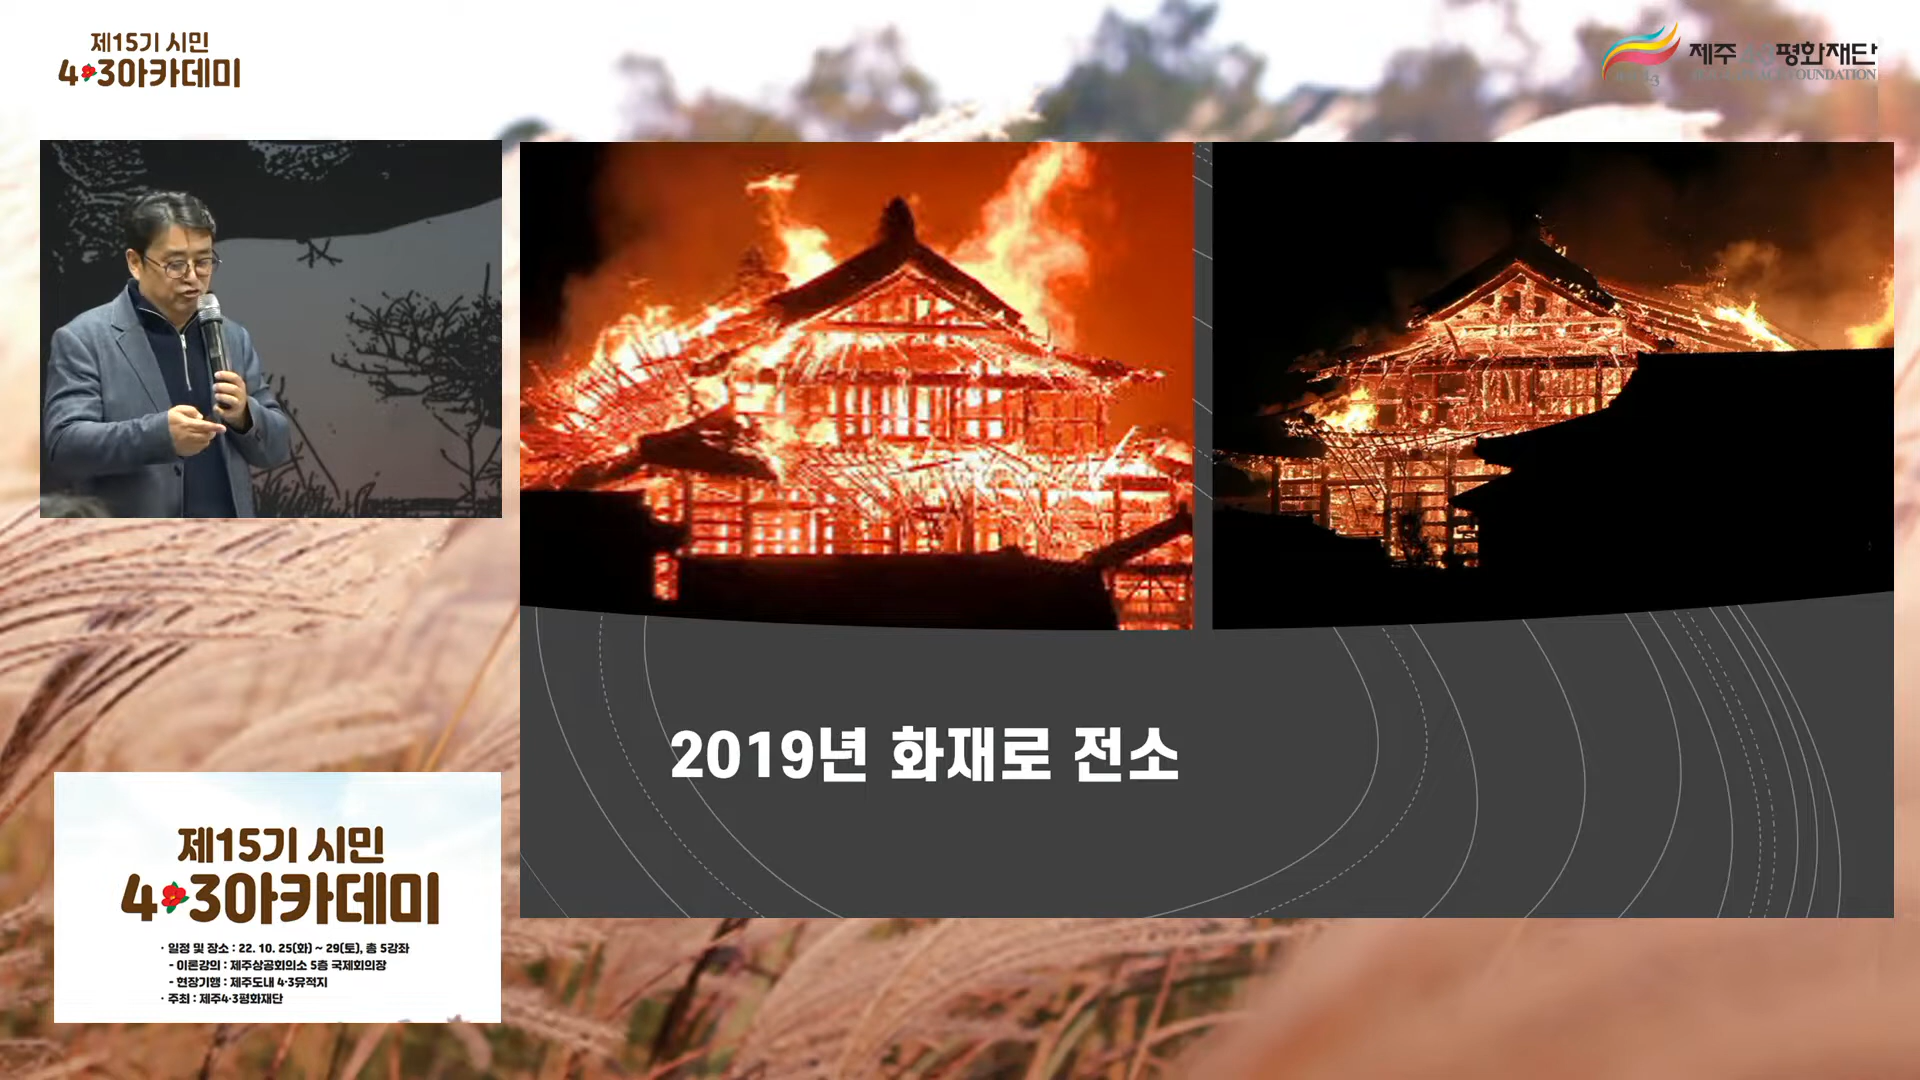 제15기 시민
4·3아카데미
제주4·3평화재단
2019년 화재로 전소
제15기 시민
4·3아카데미
· 일정 및 장소 : 22. 10. 25(화) ~ 29(토), 총 5강좌
- 이론강의 : 제주상공회의소 5층 국제회의장
- 현장기행 : 제주도내 4·3유적지
· 주최 : 제주4·3평화재단